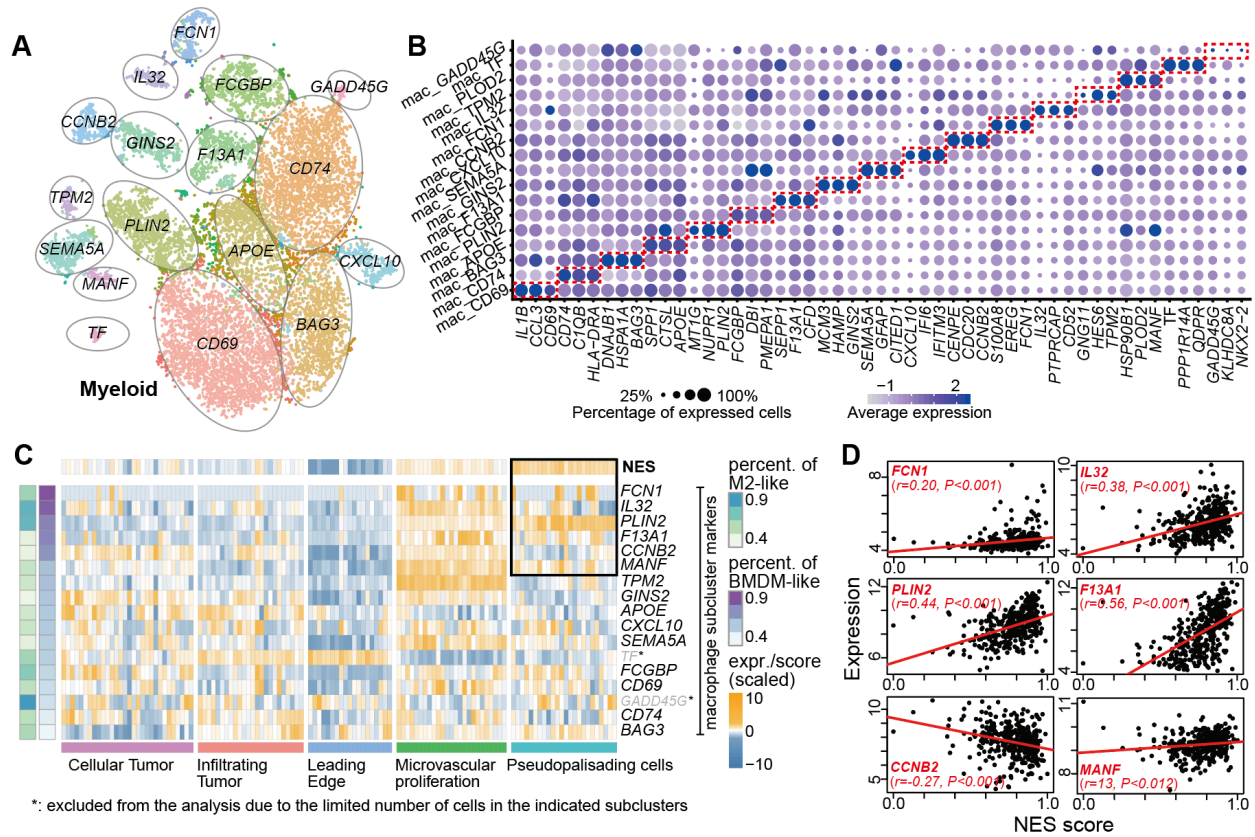 A
FCN1
IL32
FCGBP
GADD45G
CCNB2
GINS2
F13A1
CD74
TPM2
PLIN2
SEMA5A
APOE
CXCL10
MANF
TF
CD69
BAG3
Myeloid
B
mac_GADD45G
mac_TF
mac_PLOD2
mac_TPM2
mac_IL32
mac_FCN1
mac_CCNB2
mac_CXCL10
mac_SEMA5A
mac_GINS2
mac_F13A1
mac_FCGBP
mac_PLIN2
mac_APOE
mac_BAG3
mac_CD74
mac_CD69
IL1B
CCL3
CD69
CD74
C1QB
HLA-DRA
DNAJB1
HSPA1A
BAG3
SPP1
CTSL
APOE
MT1G
NUPR1
PLIN2
FCGBP
DBI
PMEPA1
SEPP1
F13A1
CFD
MCM3
HAMP
GINS2
SEMA5A
GFAP
CITED1
CXCL10
IFI6
IFITM3
CENPE
CDC20
CCNB2
S100A8
EREG
FCN1
IL32
PTPRCAP
CD52
GNG11
HES6
TPM2
HSP90B1
PLOD2
MANF
TF
PPP1R14A
QDPR
GADD45G
KLHDC8A
NKX2-2
25% 100%
Percentage of expressed cells
−1 2
Average expression
C
NES
FCN1
IL32
PLIN2
F13A1
CCNB2
MANF
TPM2
GINS2
APOE
CXCL10
SEMA5A
TF*
FCGBP
CD69
GADD45G*
CD74
BAG3
macrophage subcluster markers
percent. of
M2-like
0.9
0.4
percent. of
BMDM-like
0.9
0.4
expr./score
(scaled)
10
0
−10
Cellular Tumor
Infiltrating
Tumor
Leading
Edge
Microvascular
proliferation
Pseudopalisading cells
*: excluded from the analysis due to the limited number of cells in the indicated subclusters
D
Expression
FCN1
(r=0.20, P<0.001)
8
4
0.0 1.0
IL32
(r=0.38, P<0.001)
10
4
0.0 1.0
PLIN2
(r=0.44, P<0.001)
12
6
0.0 1.0
F13A1
(r=0.56, P<0.001)
12
4
0.0 1.0
CCNB2
(r=-0.27, P<0.001)
10
5
0.0 1.0
MANF
(r=13, P<0.012)
11
8
0.0 1.0
NES score